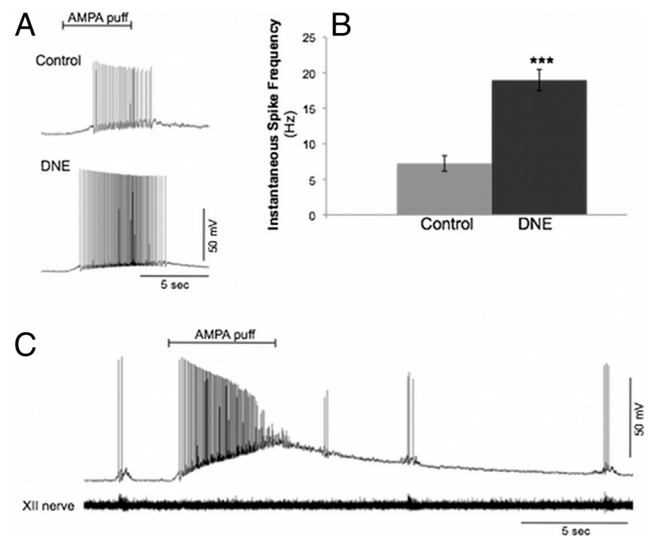 A
AMPA puff
Control
DNE
50 mV
5 sec
B
Instantaneous Spike Frequency
(Hz)
25
20
15
10
5
0
***
Control
DNE
C
AMPA puff
50 mV
XII nerve
5 sec